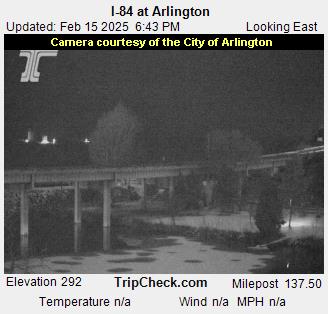 I-84 at Arlington
Updated: Feb 15 2025 6:43 PM Looking East
Camera courtesy of the City of Arlington
Elevation 292 TripCheck.com Milepost 137.50
Temperature n/a Wind n/a MPH n/a